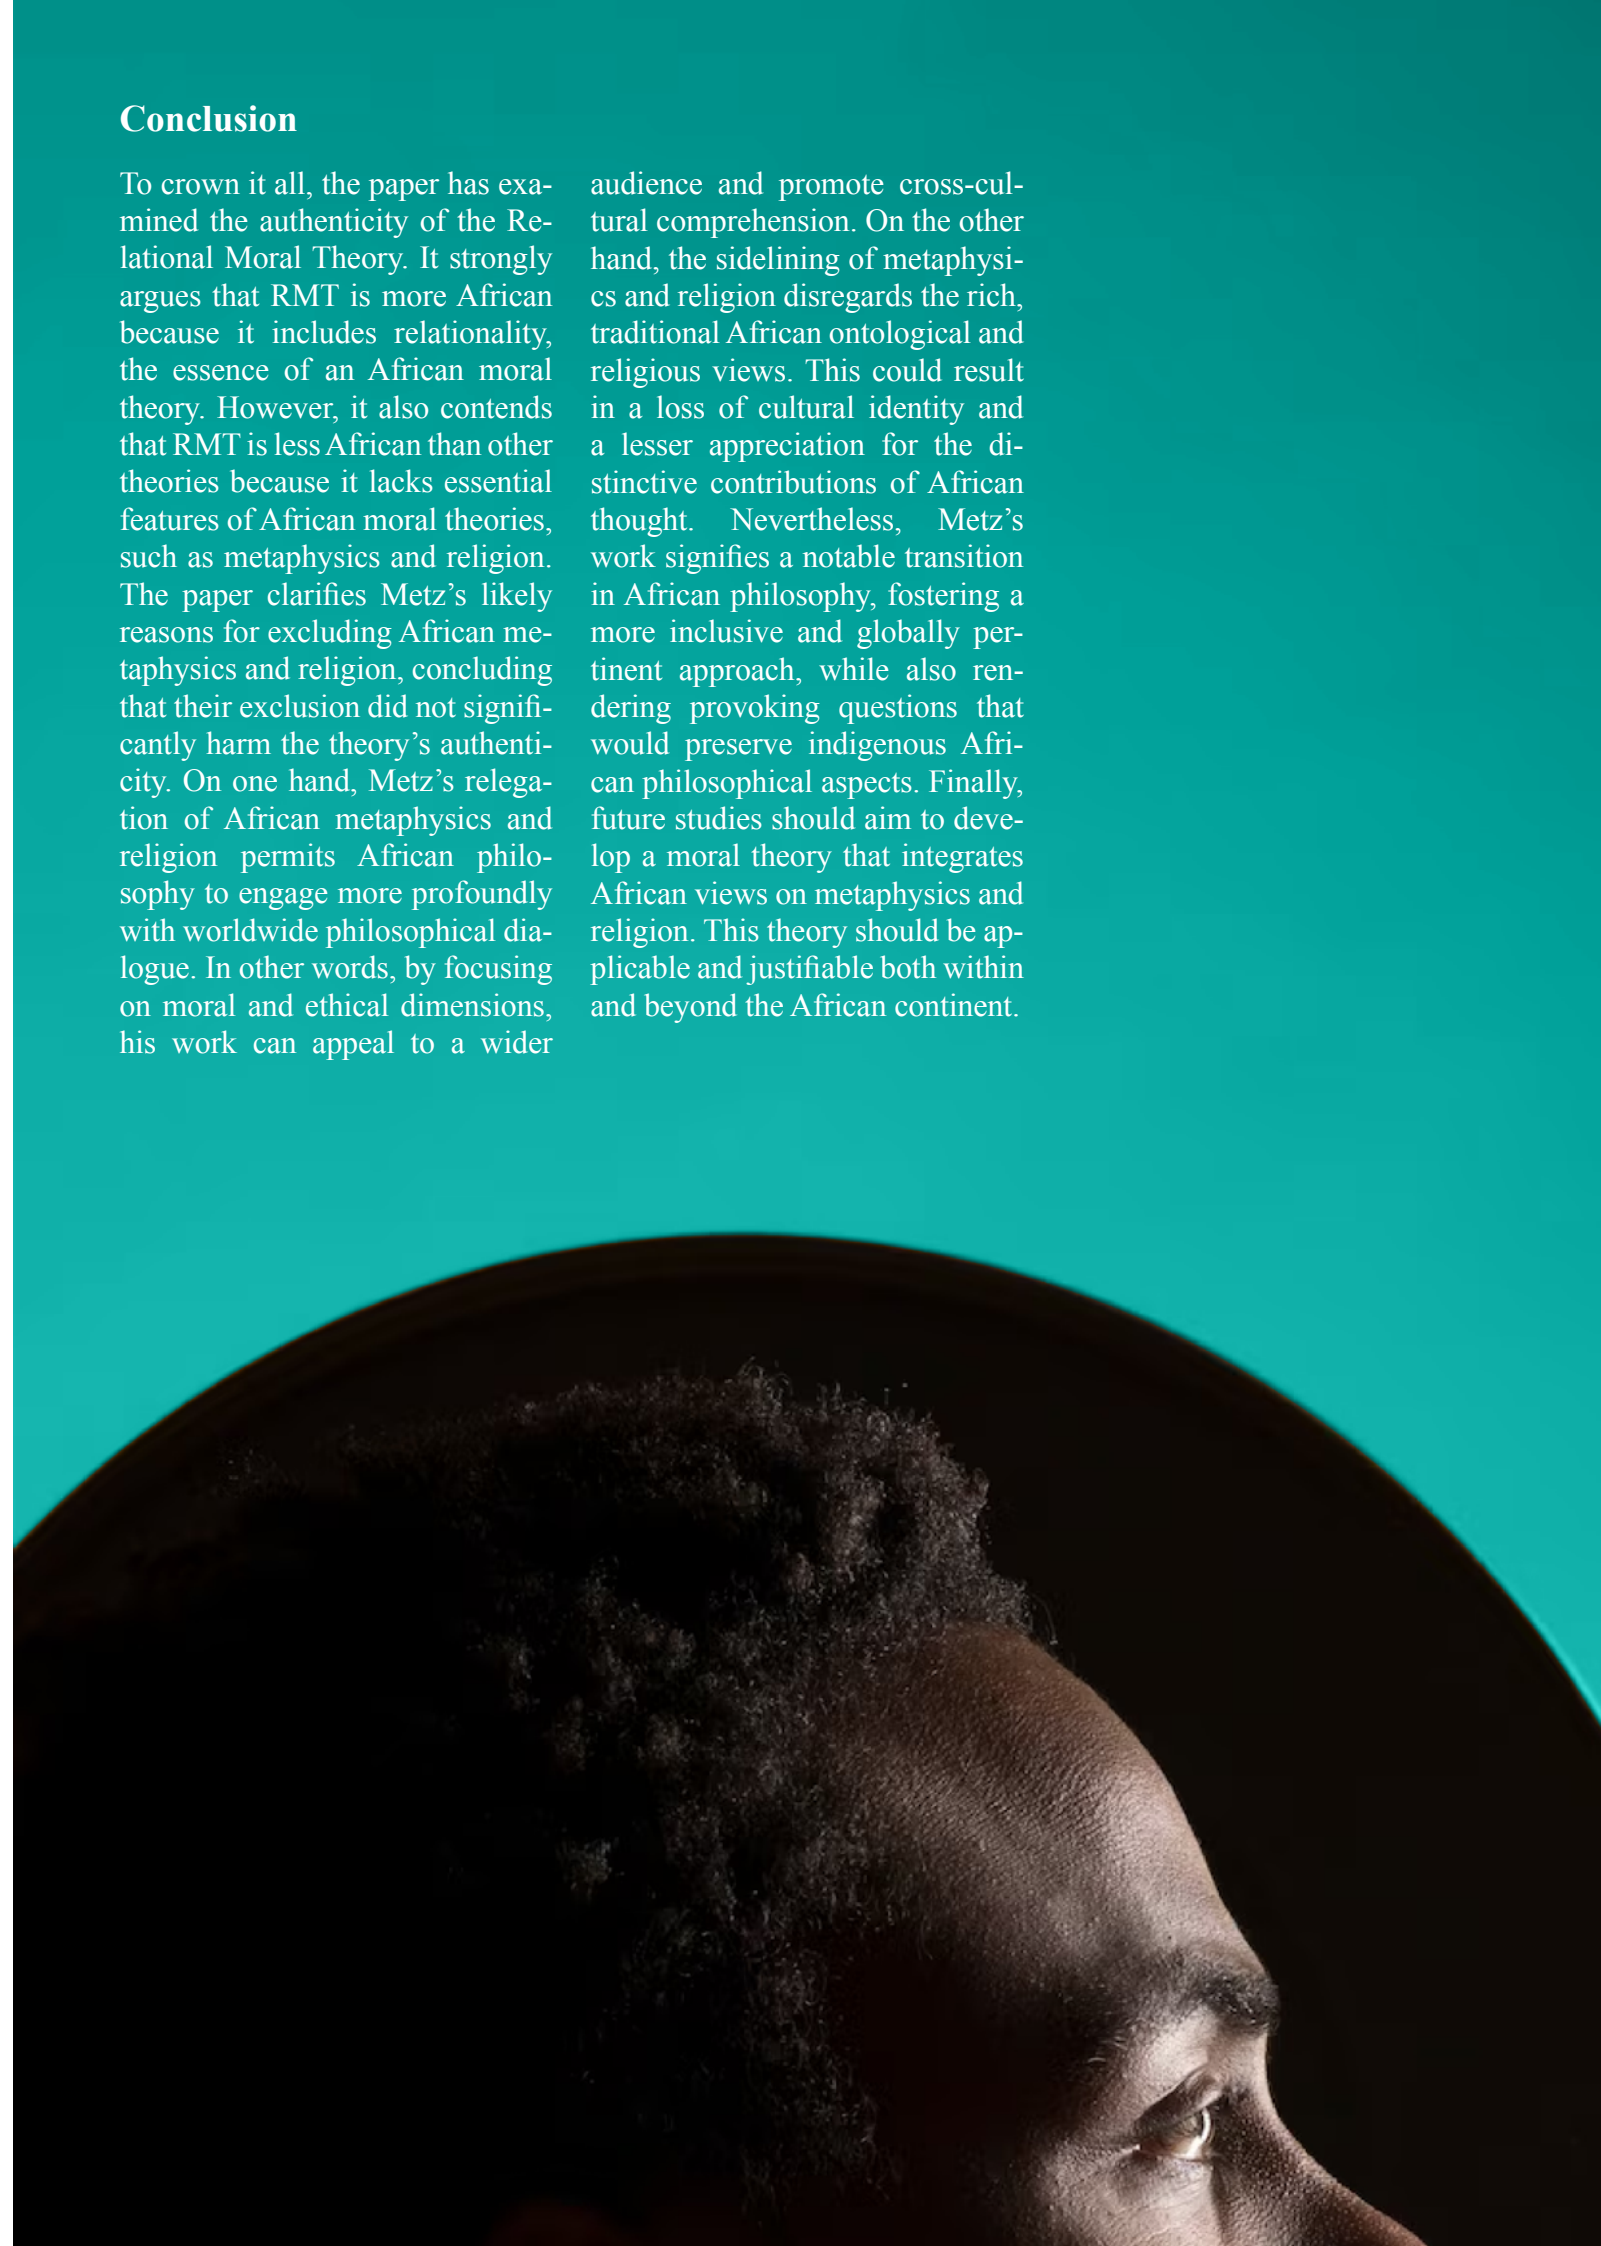 Conclusion
To crown it all, the paper has exa-
mined the authenticity of the Re-
lational Moral Theory. It strongly
argues that RMT is more African
because it includes relationality,
the essence of an African moral
theory. However, it also contends
that RMT is less African than other
theories because it lacks essential
features of African moral theories,
such as metaphysics and religion.
The paper clarifies Metz’s likely
reasons for excluding African me-
taphysics and religion, concluding
that their exclusion did not signifi-
cantly harm the theory’s authenti-
city. On one hand, Metz’s relega-
tion of African metaphysics and
religion permits African philo-
sophy to engage more profoundly
with worldwide philosophical dia-
logue. In other words, by focusing
on moral and ethical dimensions,
his work can appeal to a wider
audience and promote cross-cul-
tural comprehension. On the other
hand, the sidelining of metaphysi-
cs and religion disregards the rich,
traditional African ontological and
religious views. This could result
in a loss of cultural identity and
a lesser appreciation for the di-
stinctive contributions of African
thought. Nevertheless, Metz’s
work signifies a notable transition
in African philosophy, fostering a
more inclusive and globally per-
tinent approach, while also ren-
dering provoking questions that
would preserve indigenous Afri-
can philosophical aspects. Finally,
future studies should aim to deve-
lop a moral theory that integrates
African views on metaphysics and
religion. This theory should be ap-
plicable and justifiable both within
and beyond the African continent.